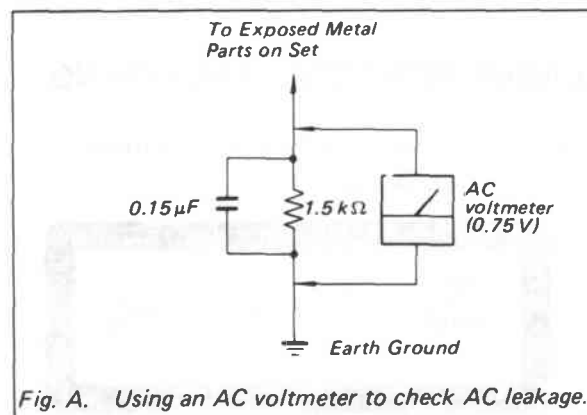 To Exposed Metal
Parts on Set
0.15μF
1.5kΩ
AC
voltmeter
(0.75V)
Earth Ground
Fig. A. Using an AC voltmeter to check AC leakage.